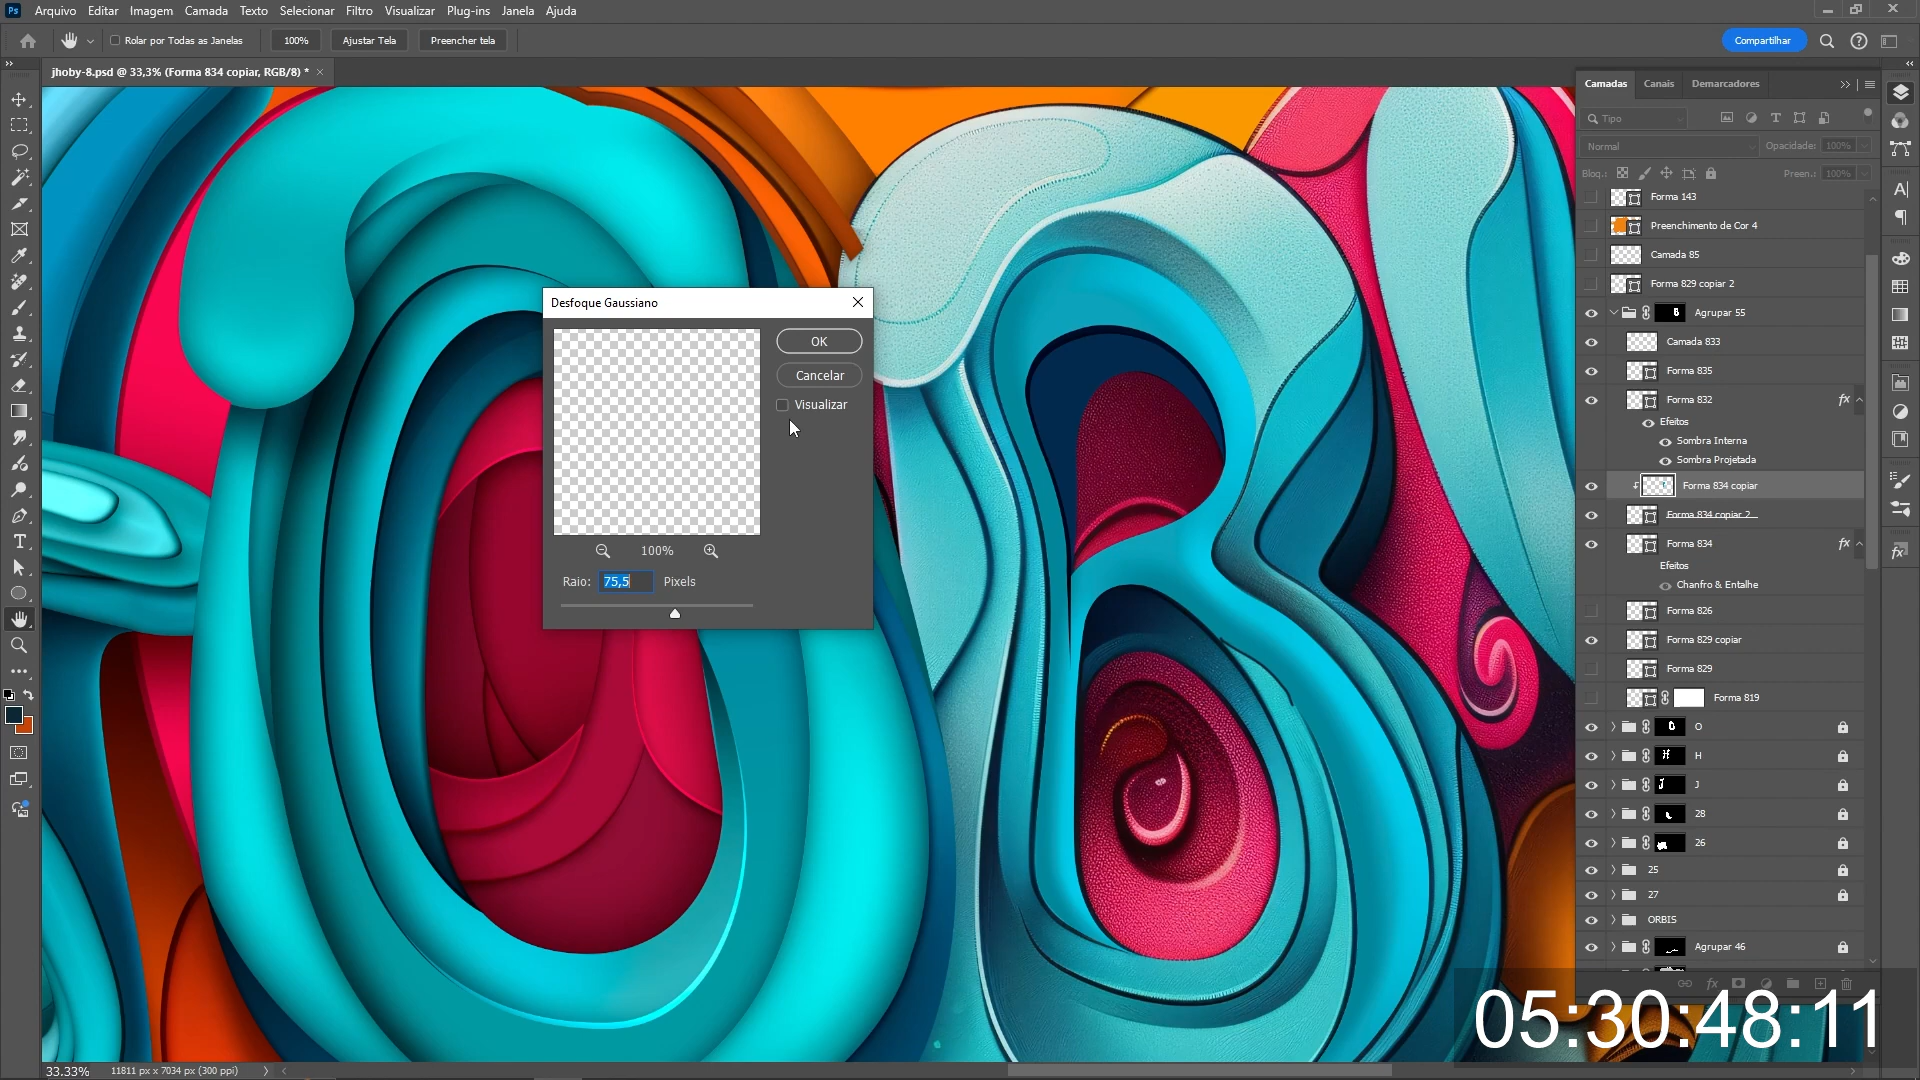 Ps Arquivo Editar Imagem Camada Texto Selecionar Filtro Visualizar Plug-ins Janela Ajuda
Rolar por Todas as Janelas 100% Ajustar Tela Preencher tela Compartilhar
jhoby-8.psd @ 33,3% (Forma 834 copiar, RGB/8) *
Camadas Canais Demarcadores
Tipo
Normal Opacidade: 100%
Bloq.: Preen.: 100%
Forma 143
Preenchimento de Cor 4
Camada 85
Forma 829 copiar 2
Agrupar 55
Camada 833
Forma 835
Forma 832 fx
Efeitos
Sombra Interna
Sombra Projetada
Forma 834 copiar
Forma 834 copiar 2
Forma 834 fx
Efeitos
Chanfro & Entalhe
Forma 826
Forma 829 copiar
Forma 829
Forma 819
O
H
J
28
26
25
27
ORBIS
Agrupar 46
Desfoque Gaussiano
OK
Cancelar
Visualizar
100%
Raio: 75,5 Pixels
05:30:48:11
33.33% 11811 px x 7034 px (300 ppi)